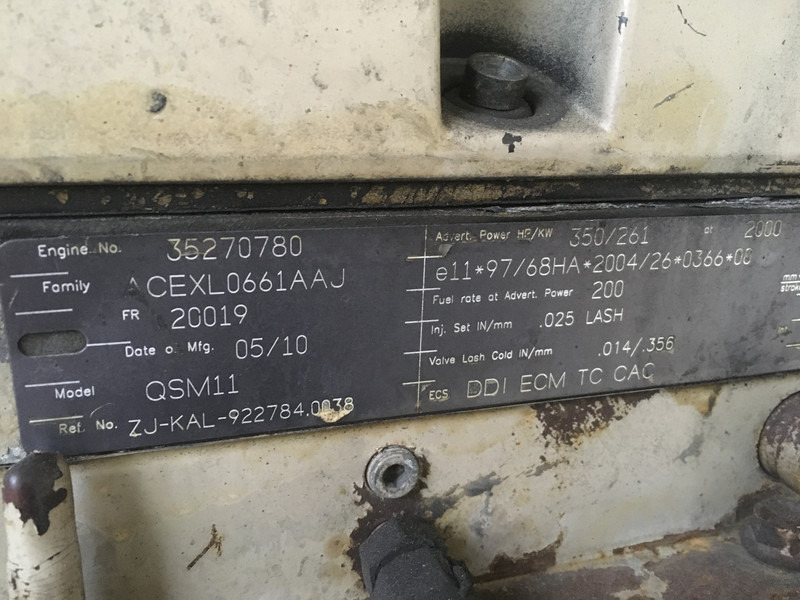 Engine No. 35270780
Family ACEXL0661AAJ
FR 20019
Date o Mfg. 05/10
Model QSM11
Ref. No. ZJ-KAL-922784.0038
Advert. Power HP/KW 350/261 at 2000
e11*97/68HA*2004/26*0366*08
Fuel rate at Advert. Power 200 mm
Inj. Set IN/mm .025 LASH
Valve Lash Cold IN/mm .014/.356
ECS DDI ECM TC CAC